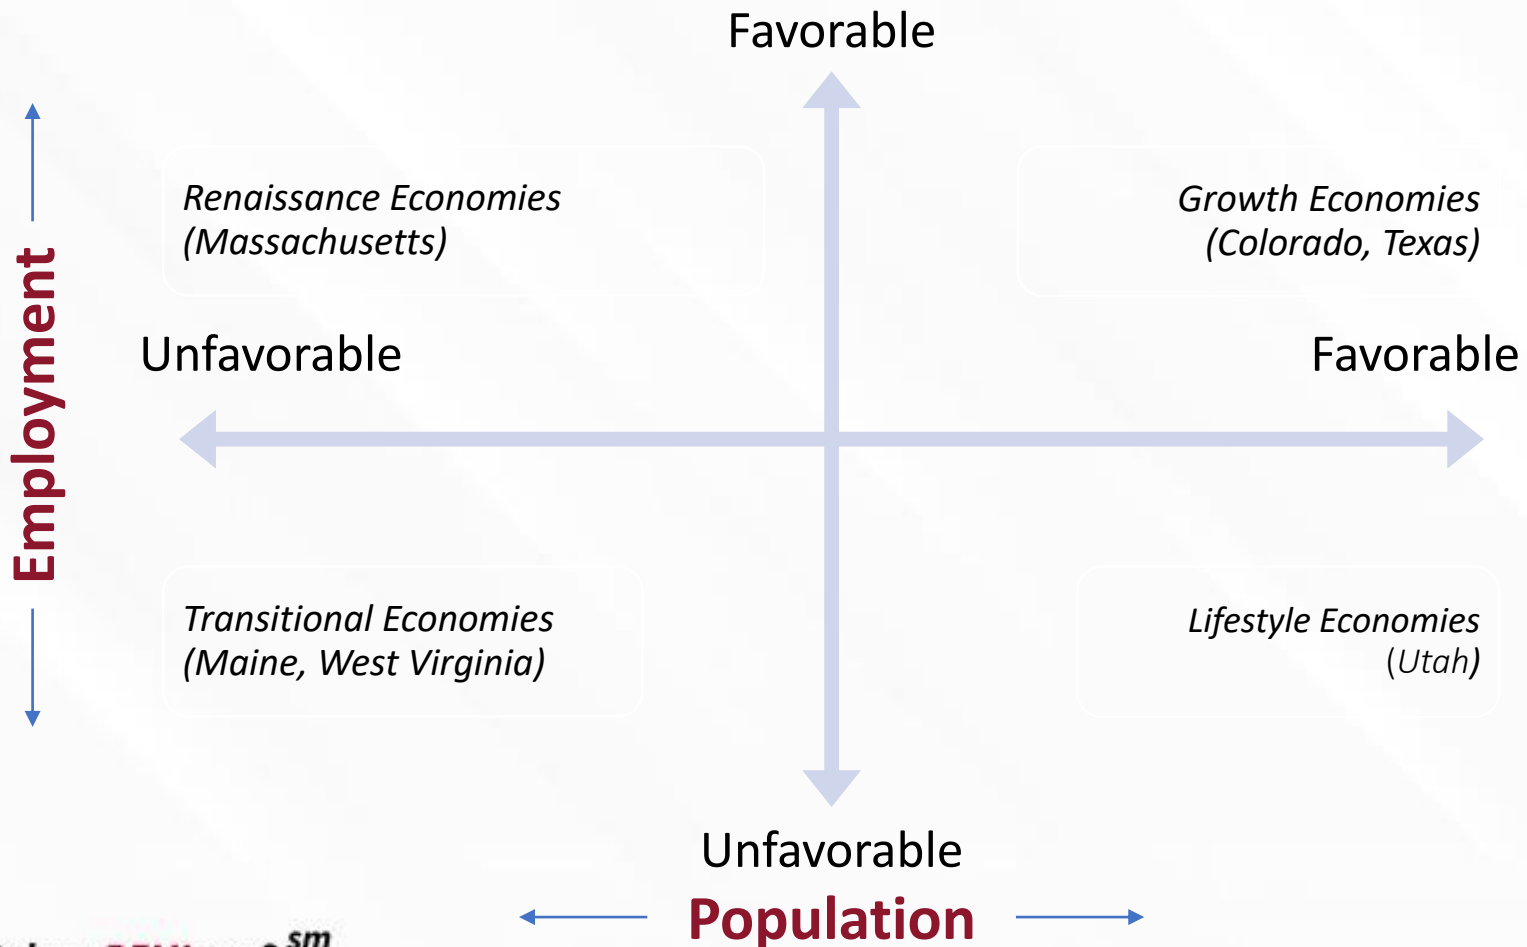 Favorable
Renaissance Economies
(Massachusetts)
Growth Economies
(Colorado, Texas)
Employment
Unfavorable
Favorable
Transitional Economies
(Maine, West Virginia)
Lifestyle Economies
(Utah)
Unfavorable
Population
sm